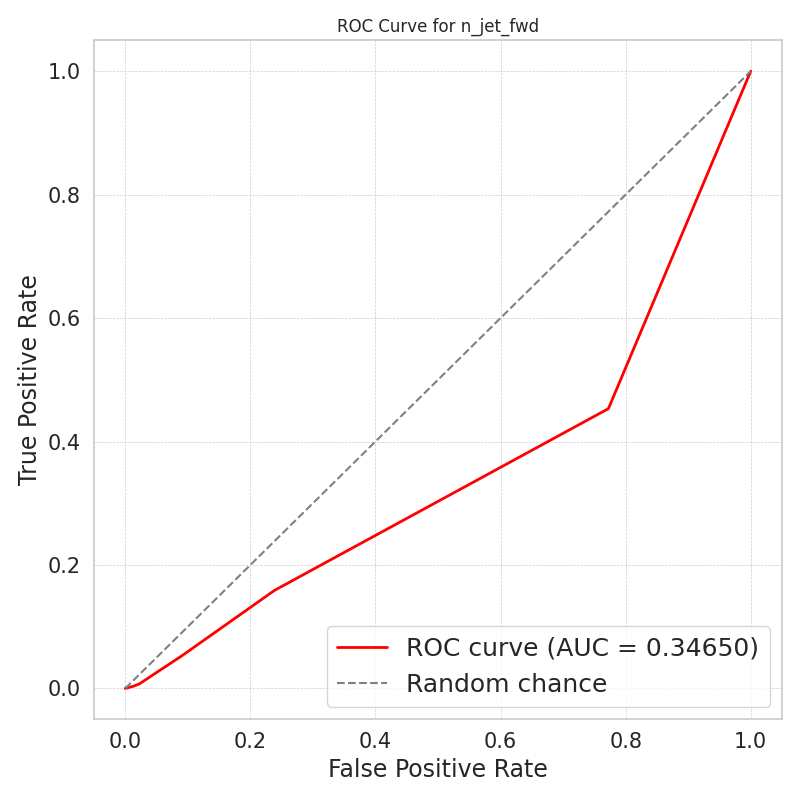 ROC Curve for n_jet_fwd
True Positive Rate
1.0
0.8
0.6
0.4
0.2
0.0
ROC curve (AUC = 0.34650)
Random chance
0.0 0.2 0.4 0.6 0.8 1.0
False Positive Rate